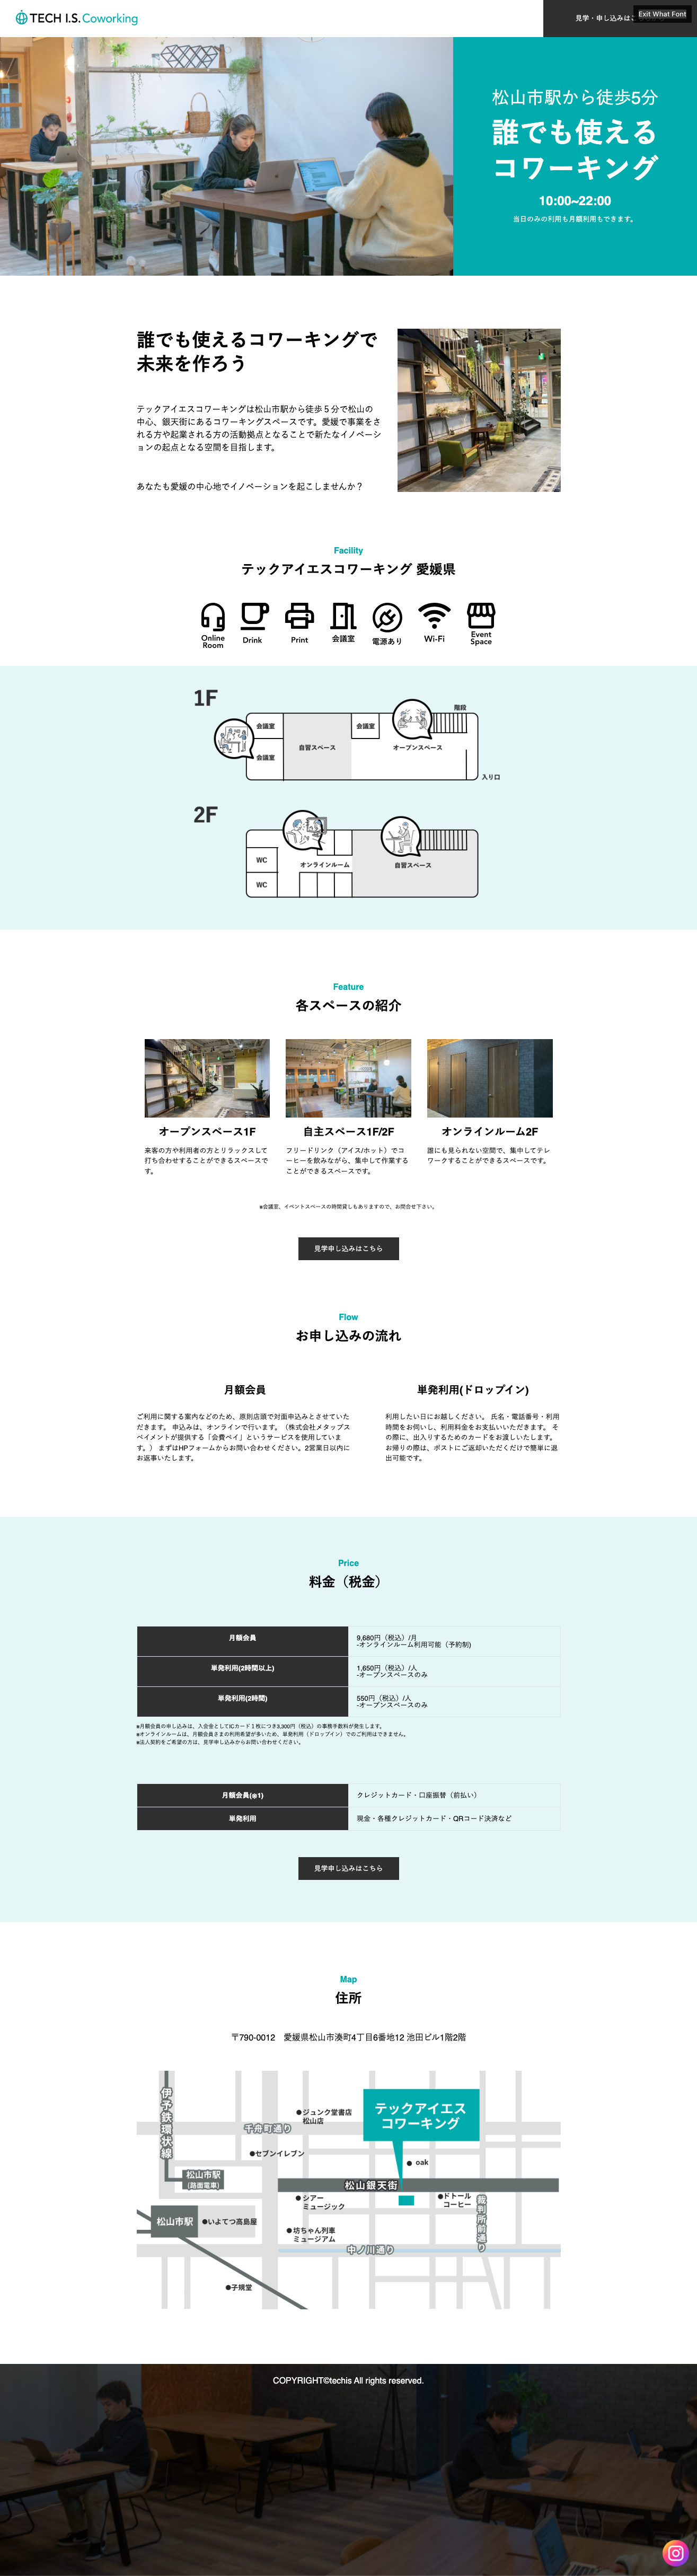 TECH I.S.Coworking
見学・申し込みはこ
Exit What Font
松山市駅から徒歩5分
誰でも使える
コワーキング
10:00~22:00
当日のみの利用も月額利用もできます。
誰でも使えるコワーキングで
未来を作ろう
テックアイエスコワーキングは松山市駅から徒歩５分で松山の
中心、銀天街にあるコワーキングスペースです。愛媛で事業をさ
れる方や起業される方の活動拠点となることで新たなイノベーシ
ョンの起点となる空間を目指します。
あなたも愛媛の中心地でイノベーションを起こしませんか？
Facility
テックアイエスコワーキング 愛媛県
Online
Room
Drink
Print
会議室
電源あり
Wi-Fi
Event
Space
1F
会議室
会議室
自習スペース
会議室
オープンスペース
階段
入り口
2F
WC
WC
オンラインルーム
自習スペース
Feature
各スペースの紹介
オープンスペース1F
来客の方や利用者の方とリラックスして
打ち合わせすることができるスペースで
す。
自主スペース1F/2F
フリードリンク（アイス/ホット）でコ
ーヒーを飲みながら、集中して作業する
ことができるスペースです。
オンラインルーム2F
誰にも見られない空間で、集中してテレ
ワークすることができるスペースです。
※会議室、イベントスペースの時間貸しもありますので、お問合せ下さい。
見学申し込みはこちら
Flow
お申し込みの流れ
月額会員
ご利用に関する案内などのため、原則店頭で対面申込みとさせていた
だきます。 申込みは、オンラインで行います。（株式会社メタップス
ペイメントが提供する「会費ペイ」というサービスを使用していま
す。） まずはHPフォームからお問い合わせください。2営業日以内に
お返事いたします。
単発利用(ドロップイン)
利用したい日にお越しください。 氏名・電話番号・利用
時間をお伺いし、利用料金をお支払いいただきます。 そ
の際に、出入りするためのカードをお渡しいたします。
お帰りの際は、ポストにご返却いただくだけで簡単に退
出可能です。
Price
料金（税金）
月額会員
9,680円（税込）/月
-オンラインルーム利用可能（予約制)
単発利用(2時間以上)
1,650円（税込）/人
-オープンスペースのみ
単発利用(2時間)
550円（税込）/人
-オープンスペースのみ
※月額会員の申し込みは、入会金としてICカード１枚につき3,300円（税込）の事務手数料が発生します。
※オンラインルームは、月額会員さまの利用希望が多いため、単発利用（ドロップイン）でのご利用はできません。
※法人契約をご希望の方は、見学申し込みからお問い合わせください。
月額会員(※1)
クレジットカード・口座振替（前払い）
単発利用
現金・各種クレジットカード・QRコード決済など
見学申し込みはこちら
Map
住所
〒790-0012　愛媛県松山市湊町4丁目6番地12 池田ビル1階2階
伊予鉄環状線
千舟町通り
●ジュンク堂書店
松山店
テックアイエス
コワーキング
●セブンイレブン
● oak
松山市駅
(路面電車)
松山銀天街
●シアー
ミュージック
●ドトール
コーヒー
裁判所前通り
松山市駅
●いよてつ髙島屋
●坊ちゃん列車
ミュージアム
中ノ川通り
●子規堂
COPYRIGHT©techis All rights reserved.